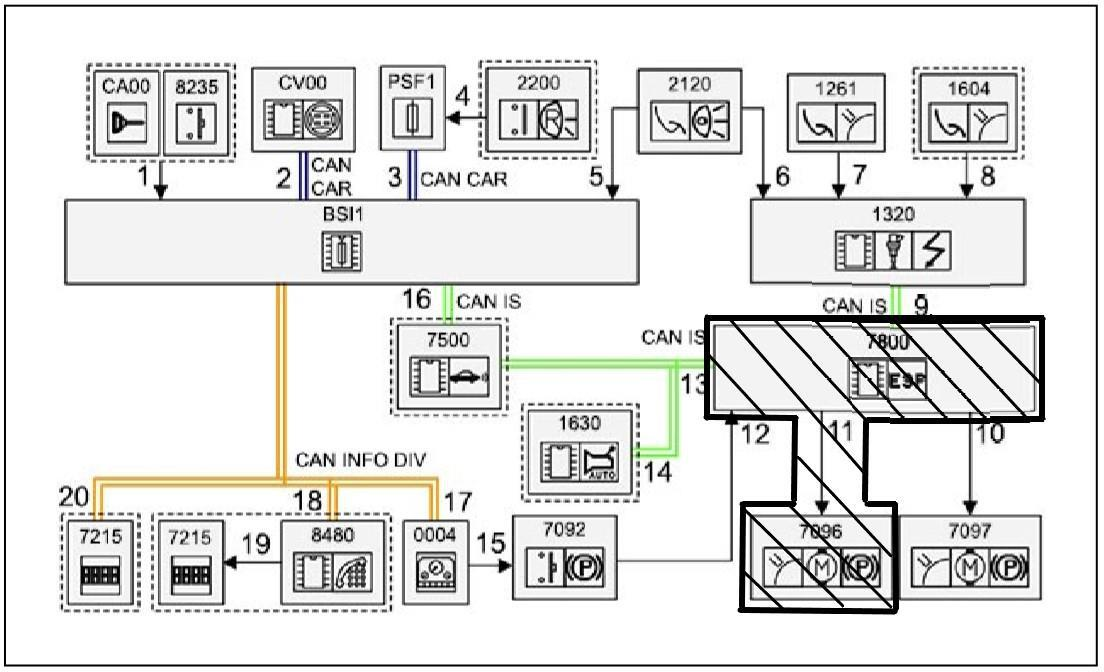 CA00 8235 CV00 PSF1 4 2200 2120 1261 1604
R
1 2 CAN 3 CAN CAR 5 6 7 8
CAR
BSI1 1320
16 CAN IS CAN IS 9
7500 CAN IS 7800
ESP
13
1630 12 11 10
AUTO 14
CAN INFO DIV
20 18 17
7215 7215 19 8480 0004 15 7092 7096 7097
P M P M P